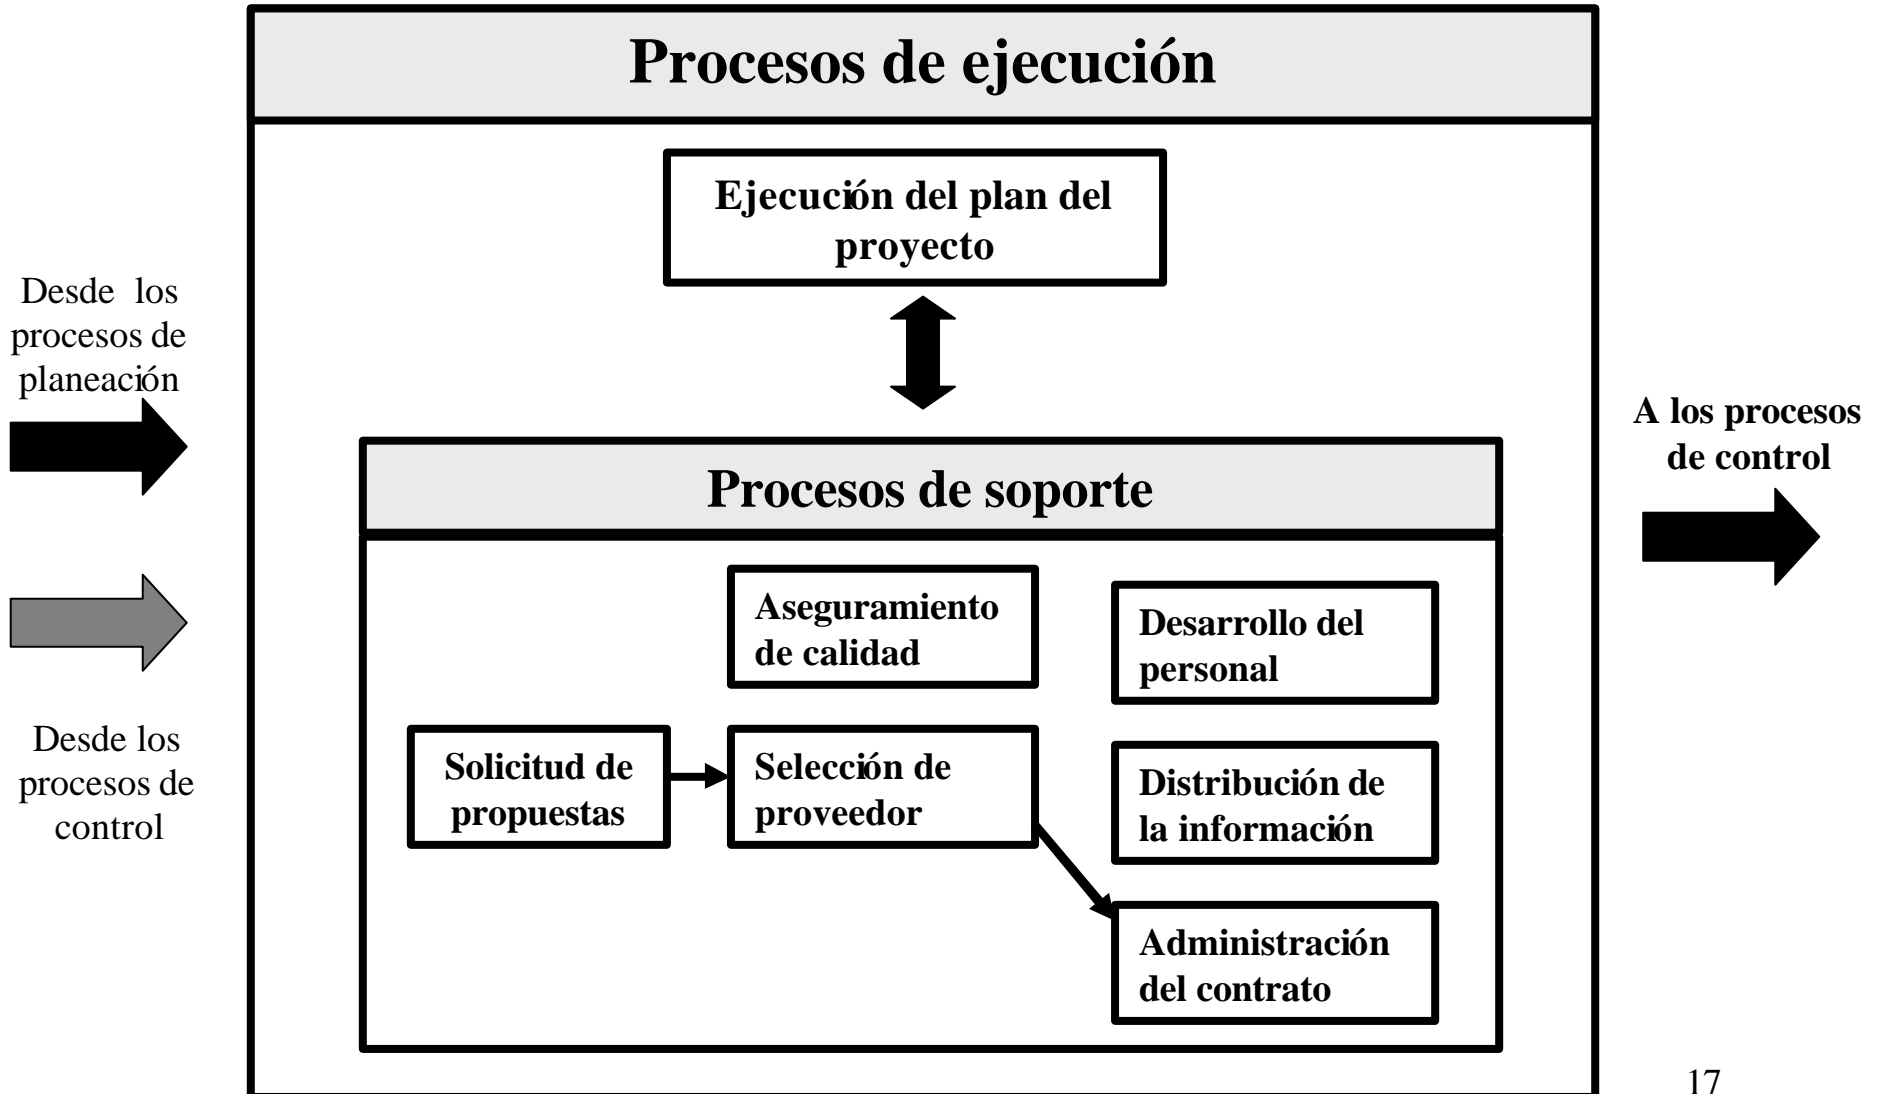 Procesos de ejecución
Ejecución del plan del
proyecto
Desde los
procesos de
planeación
A los procesos
de control
Procesos de soporte
Aseguramiento
de calidad
Desarrollo del
personal
Desde los
procesos de
control
Solicitud de
propuestas
Selección de
proveedor
Distribución de
la información
Administración
del contrato
17